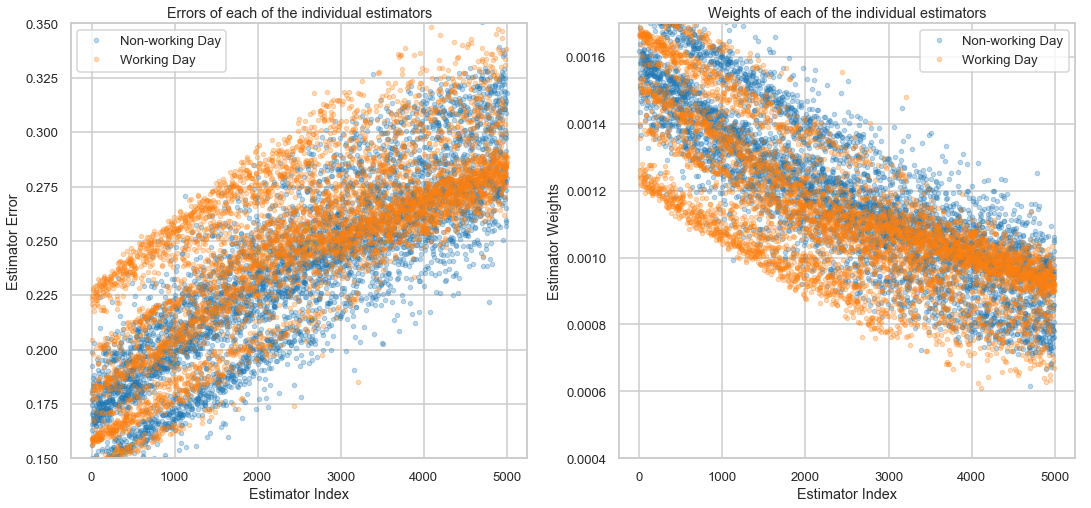 Errors of each of the individual estimators
0.350
0.325
0.300
0.275
0.250
0.225
0.200
0.175
0.150
Estimator Error
Non-working Day
Working Day
0
1000
2000
3000
4000
5000
Estimator Index
Weights of each of the individual estimators
0.0016
0.0014
0.0012
0.0010
0.0008
0.0006
0.0004
Estimator Weights
Non-working Day
Working Day
0
1000
2000
3000
4000
5000
Estimator Index